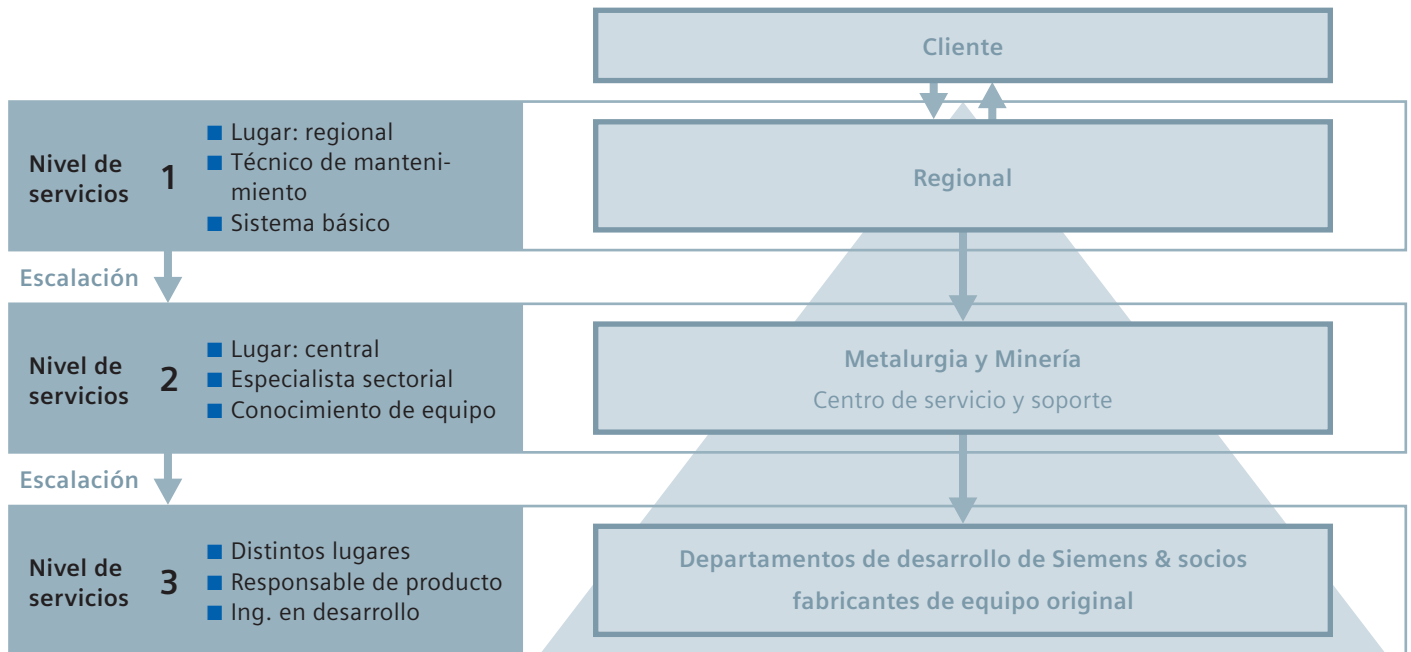 Cliente
Nivel de
servicios
1
Lugar: regional
Técnico de manteni-
miento
Sistema básico
Regional
Escalación
Nivel de
servicios
2
Lugar: central
Especialista sectorial
Conocimiento de equipo
Metalurgia y Minería
Centro de servicio y soporte
Escalación
Nivel de
servicios
3
Distintos lugares
Responsable de producto
Ing. en desarrollo
Departamentos de desarrollo de Siemens & socios
fabricantes de equipo original